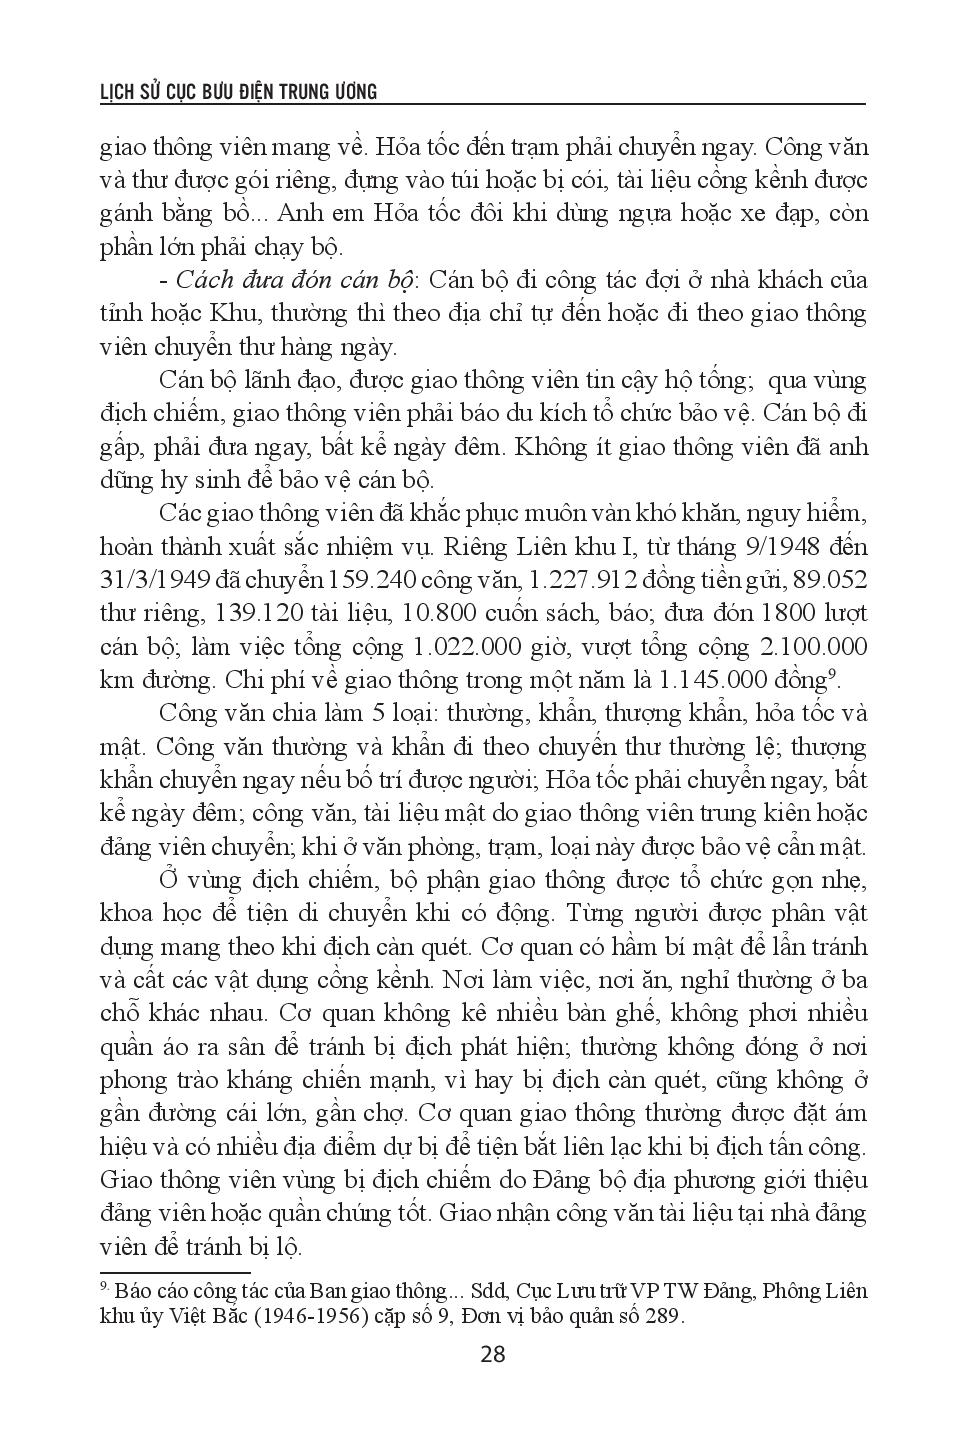 LỊCH SỬ CỤC BƯU ĐIỆN TRUNG ƯƠNG
giao thông viên mang về. Hỏa tốc đến trạm phải chuyển ngay. Công văn
và thư được gói riêng, đựng vào túi hoặc bị cói, tài liệu cồng kềnh được
gánh bằng bồ... Anh em Hỏa tốc đôi khi dùng ngựa hoặc xe đạp, còn
phần lớn phải chạy bộ.
- Cách đưa đón cán bộ: Cán bộ đi công tác đợi ở nhà khách của
tỉnh hoặc Khu, thường thì theo địa chỉ tự đến hoặc đi theo giao thông
viên chuyển thư hàng ngày.
Cán bộ lãnh đạo, được giao thông viên tin cậy hộ tống; qua vùng
địch chiếm, giao thông viên phải báo du kích tổ chức bảo vệ. Cán bộ đi
gấp, phải đưa ngay, bất kể ngày đêm. Không ít giao thông viên đã anh
dũng hy sinh để bảo vệ cán bộ.
Các giao thông viên đã khắc phục muôn vàn khó khăn, nguy hiểm,
hoàn thành xuất sắc nhiệm vụ. Riêng Liên khu I, từ tháng 9/1948 đến
31/3/1949 đã chuyển 159.240 công văn, 1.227.912 đồng tiền gửi, 89.052
thư riêng, 139.120 tài liệu, 10.800 cuốn sách, báo; đưa đón 1800 lượt
cán bộ; làm việc tổng cộng 1.022.000 giờ, vượt tổng cộng 2.100.000
km đường. Chi phí về giao thông trong một năm là 1.145.000 đồng⁹.
Công văn chia làm 5 loại: thường, khẩn, thượng khẩn, hỏa tốc và
mật. Công văn thường và khẩn đi theo chuyến thư thường lệ; thượng
khẩn chuyển ngay nếu bố trí được người; Hỏa tốc phải chuyển ngay, bất
kể ngày đêm; công văn, tài liệu mật do giao thông viên trung kiên hoặc
đảng viên chuyển; khi ở văn phòng, trạm, loại này được bảo vệ cẩn mật.
Ở vùng địch chiếm, bộ phận giao thông được tổ chức gọn nhẹ,
khoa học để tiện di chuyển khi có động. Từng người được phân vật
dụng mang theo khi địch càn quét. Cơ quan có hầm bí mật để lẩn tránh
và cất các vật dụng cồng kềnh. Nơi làm việc, nơi ăn, nghỉ thường ở ba
chỗ khác nhau. Cơ quan không kê nhiều bàn ghế, không phơi nhiều
quần áo ra sân để tránh bị địch phát hiện; thường không đóng ở nơi
phong trào kháng chiến mạnh, vì hay bị địch càn quét, cũng không ở
gần đường cái lớn, gần chợ. Cơ quan giao thông thường được đặt ám
hiệu và có nhiều địa điểm dự bị để tiện bắt liên lạc khi bị địch tấn công.
Giao thông viên vùng bị địch chiếm do Đảng bộ địa phương giới thiệu
đảng viên hoặc quần chúng tốt. Giao nhận công văn tài liệu tại nhà đảng
viên để tránh bị lộ.
⁹· Báo cáo công tác của Ban giao thông... Sdd, Cục Lưu trữ VP TW Đảng, Phông Liên
khu ủy Việt Bắc (1946-1956) cặp số 9, Đơn vị bảo quản số 289.
28